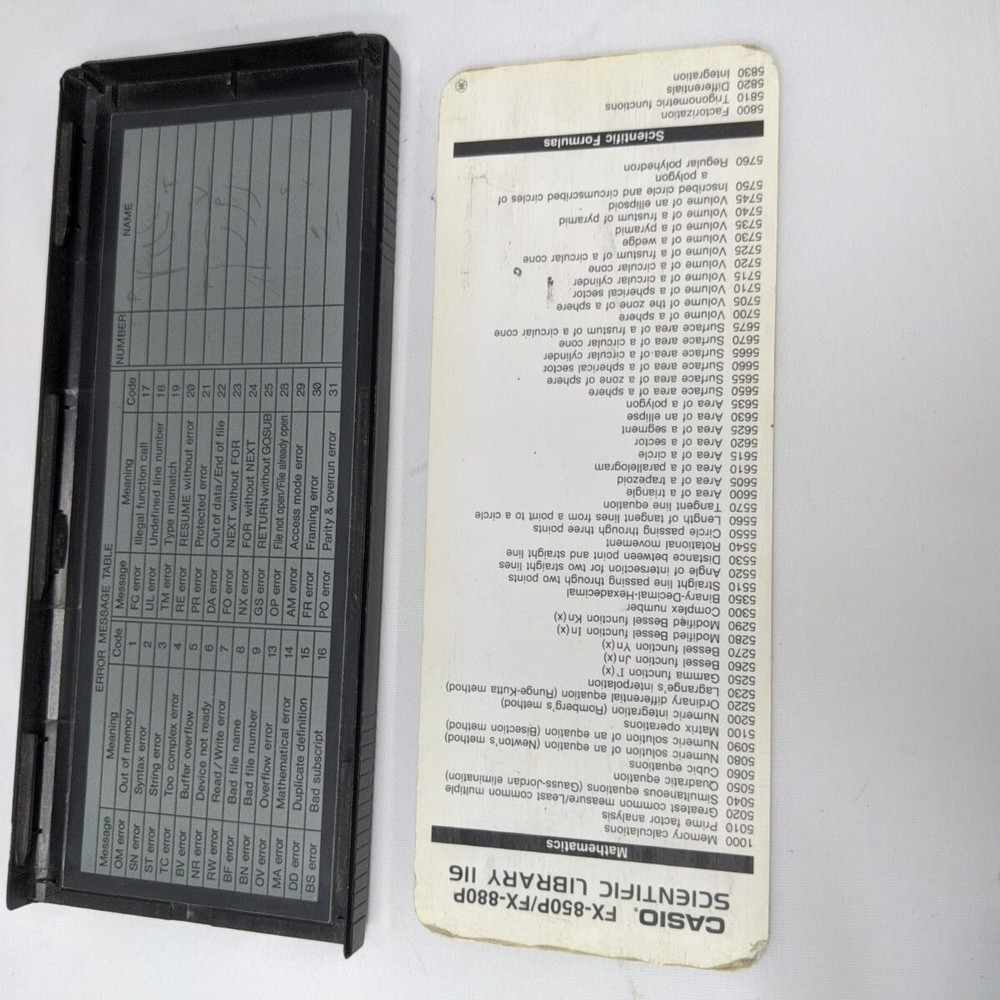 ERROR MESSAGE TABLE
Message Meaning Code Message Meaning Code NUMBER NAME
OM error Out of memory 1 FC error Illegal function call 17
SN error Syntax error 2 UL error Undefined line number 18
ST error String error 3 TM error Type mismatch 19
TC error Too complex error 4 RE error RESUME without error 20
BV error Buffer overflow 5 PR error Protected error 21
NR error Device not ready 6 DA error Out of data/End of file 22
RW error Read/Write error 7 FO error NEXT without FOR 23
BF error Bad file name 8 NX error FOR without NEXT 24
BN error Bad file number 9 GS error RETURN without GOSUB 25
OV error Overflow error 13 OP error File not open/File already open 28
MA error Mathematical error 14 AM error Access mode error 29
DD error Duplicate definition 15 FR error Framing error 30
BS error Bad subscript 16 PO error Parity & overrun error 31
CASIO. FX-850P/FX-880P
SCIENTIFIC LIBRARY 116
Mathematics
1000 Memory calculations
5010 Prime factor analysis
5020 Greatest common measure/Least common multiple
5040 Simultaneous equations (Gauss-Jordan elimination)
5050 Quadratic equation
5060 Cubic equations
5080 Numeric solution of an equation (Newton's method)
5090 Numeric solution of an equation (Bisection method)
5100 Matrix operations
5200 Numeric integration (Romberg's method)
5220 Ordinary differential equation (Runge-Kutta method)
5230 Lagrange's interpolation
5250 Gamma function Γ(x)
5260 Bessel function Jn(x)
5270 Bessel function Yn(x)
5280 Modified Bessel function In(x)
5290 Modified Bessel function Kn(x)
5300 Complex number
5350 Binary-Decimal-Hexadecimal
5510 Straight line passing through two points
5520 Angle of intersection for two straight lines
5530 Distance between point and straight line
5540 Rotational movement
5550 Circle passing through three points
5560 Length of tangent lines from a point to a circle
5570 Tangent line equation
5600 Area of a triangle
5605 Area of a trapezoid
5610 Area of a parallelogram
5615 Area of a circle
5620 Area of a sector
5625 Area of a segment
5630 Area of an ellipse
5635 Area of a polygon
5650 Surface area of a sphere
5655 Surface area of a zone of sphere
5660 Surface area of a spherical sector
5665 Surface area of a circular cylinder
5670 Surface area of a circular cone
5675 Surface area of a frustum of a circular cone
5700 Volume of a sphere
5705 Volume of the zone of a sphere
5710 Volume of a spherical sector
5715 Volume of a circular cylinder
5720 Volume of a circular cone
5725 Volume of a frustum of a circular cone
5730 Volume of a wedge
5735 Volume of a pyramid
5740 Volume of a frustum of pyramid
5745 Volume of an ellipsoid
5750 Inscribed circle and circumscribed circles of
a polygon
5760 Regular polyhedron
Scientific Formulas
5800 Factorization
5810 Trigonometric functions
5820 Differentials
5830 Integration